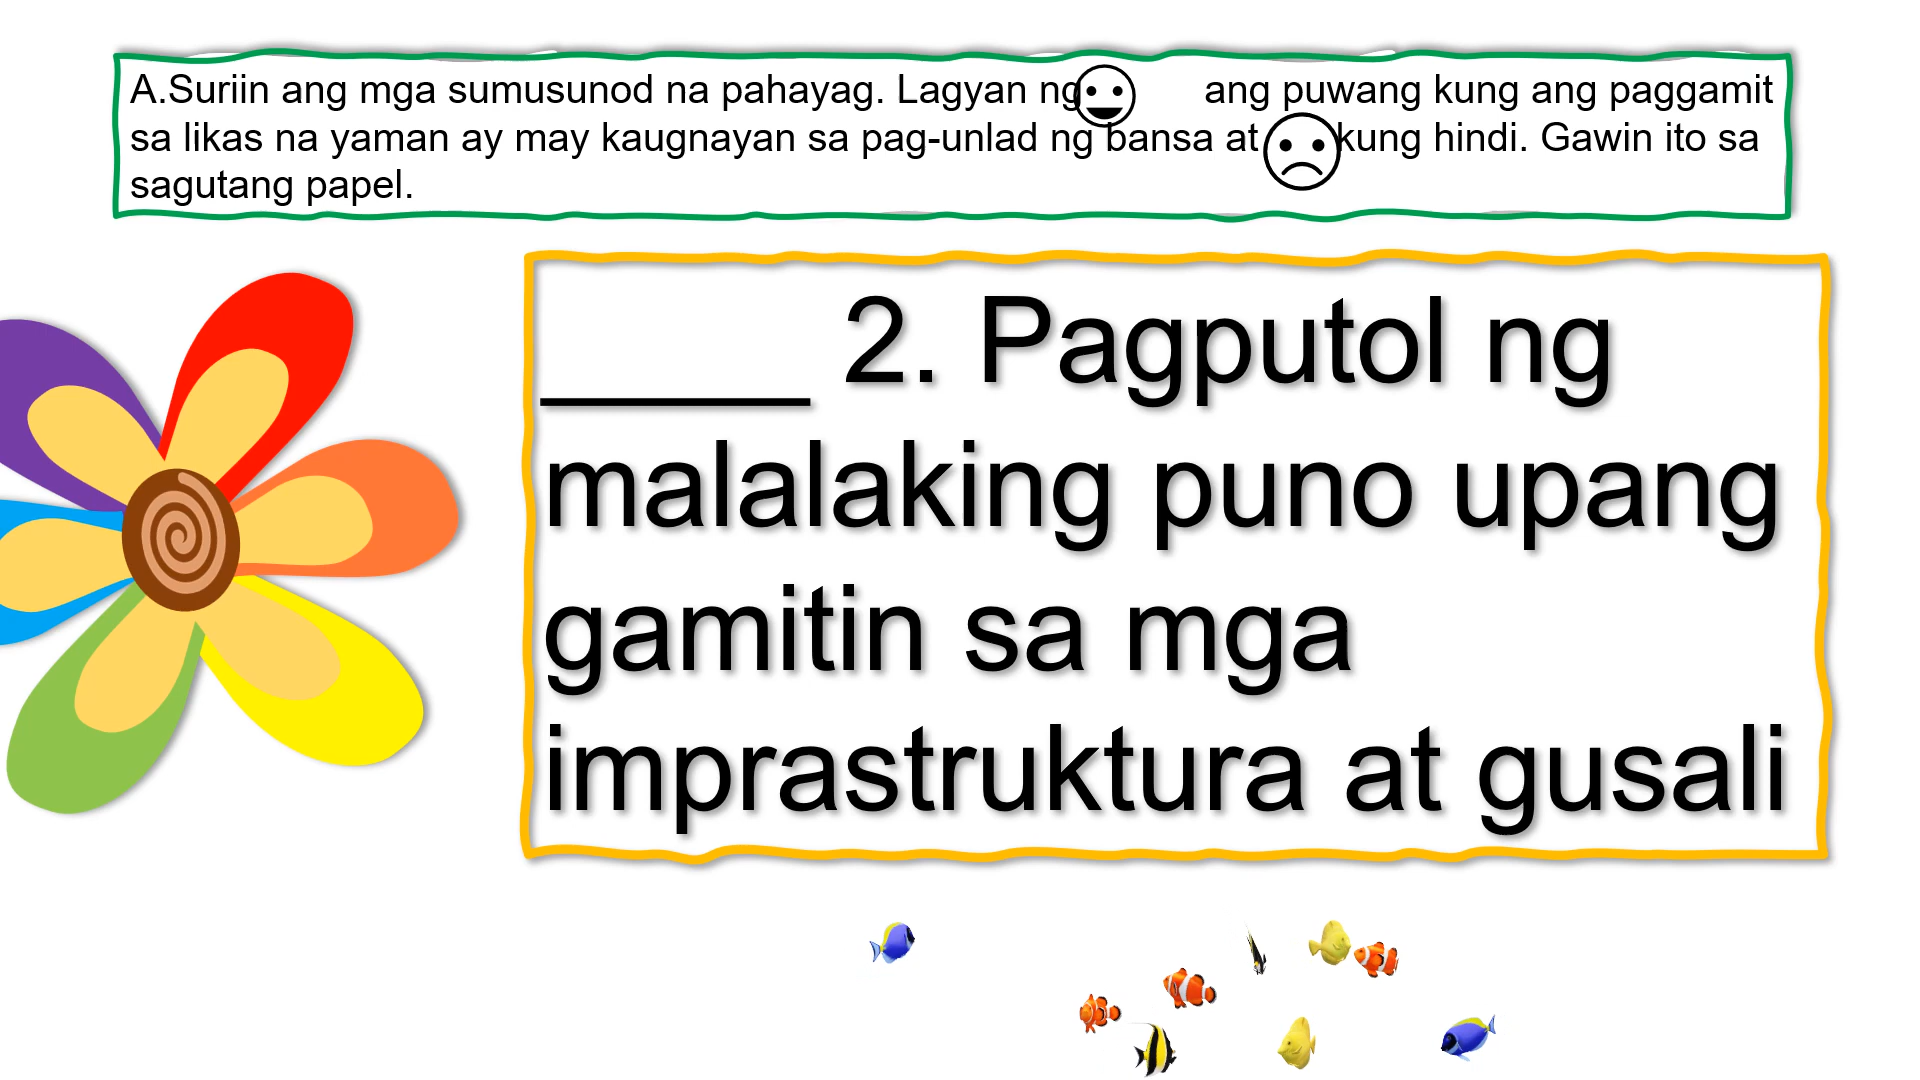 A.Suriin ang mga sumusunod na pahayag. Lagyan ng ang puwang kung ang paggamit
sa likas na yaman ay may kaugnayan sa pag-unlad ng bansa at kung hindi. Gawin ito sa
sagutang papel.
_____ 2. Pagputol ng
malalaking puno upang
gamitin sa mga
imprastruktura at gusali